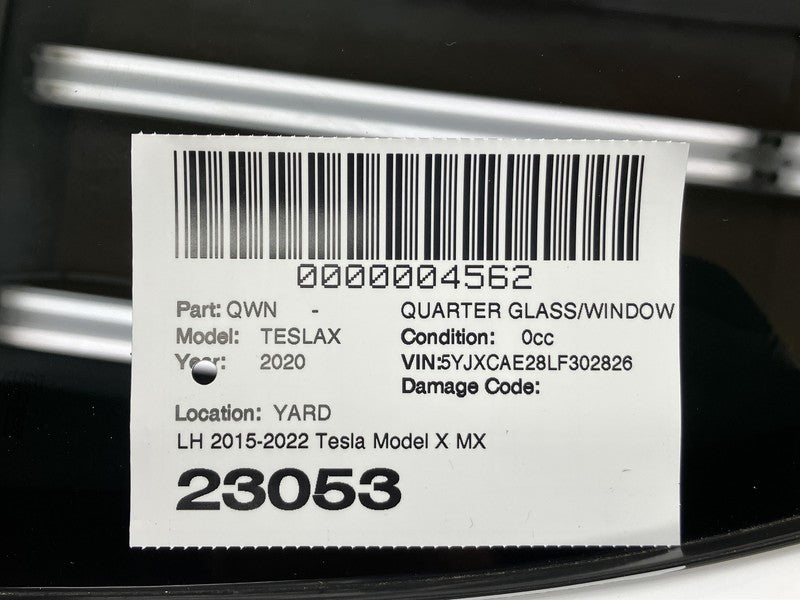 0000004562
Part: QWN - QUARTER GLASS/WINDOW
Model: TESLAX Condition: 0cc
Year: 2020 VIN:5YJXCAE28LF302826
Damage Code:
Location: YARD
LH 2015-2022 Tesla Model X MX
23053